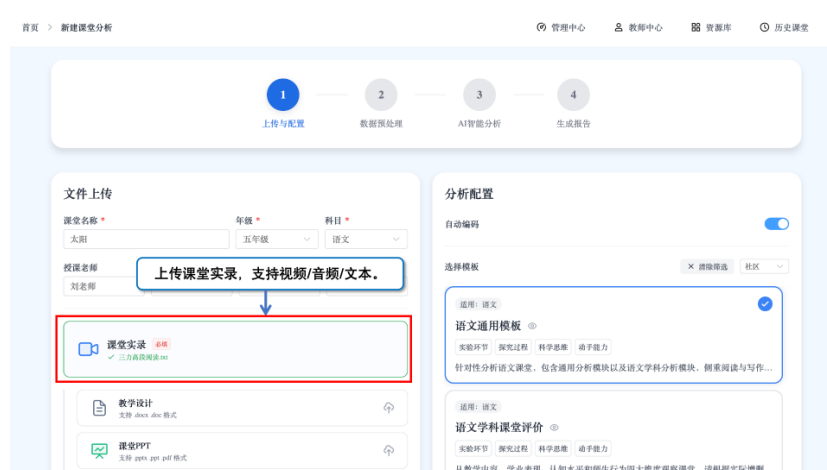 首页 > 新建课堂分析
管理中心
教师中心
资源库
历史课堂
1
2
3
4
上传与配置
数据预处理
AI智能分析
生成报告
文件上传
课堂名称 *
年级 *
科目 *
太阳
五年级
语文
授课老师
刘老师
上传课堂实录，支持视频/音频/文本。
课堂实录 必填
✓
教学设计
支持 .docx .doc 格式
课堂PPT
支持 .pptx .ppt .pdf 格式
分析配置
自动编码
选择模板
× 清除筛选
社区
适用：语文
语文通用模板
实验环节 探究过程 科学思维 动手能力
针对性分析语文课堂，包含通用分析模块以及语文学科分析模块，侧重阅读与写作...
适用：语文
语文学科课堂评价
实验环节 探究过程 科学思维 动手能力